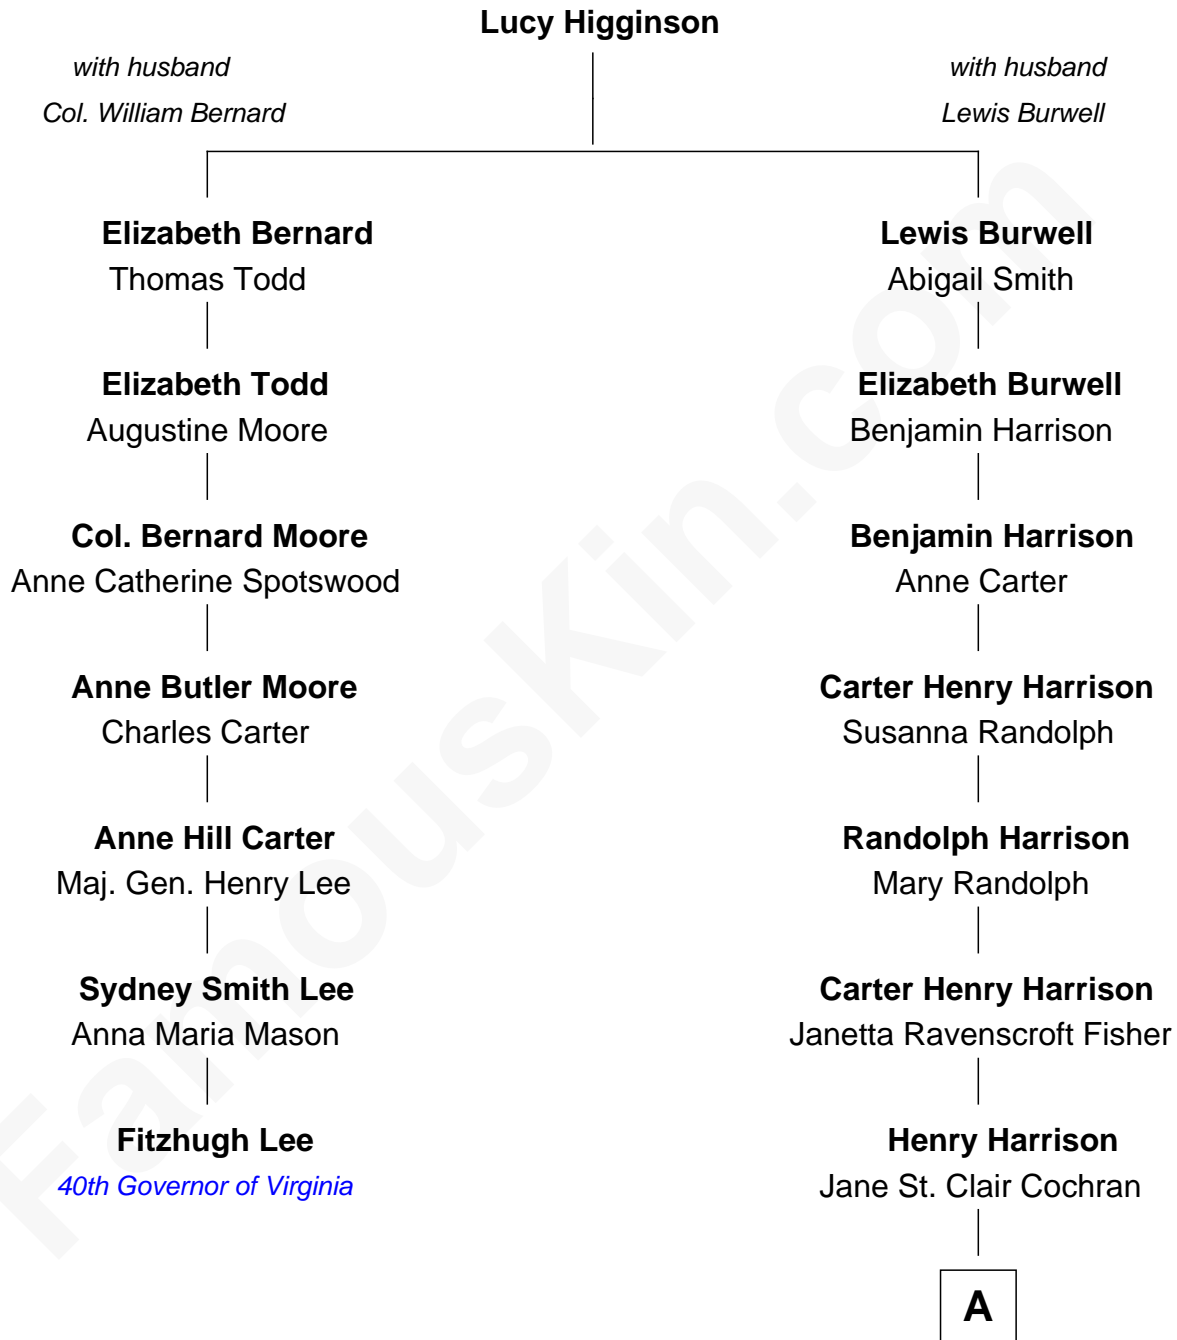 Lucy Higginson
with husband
Col. William Bernard
with husband
Lewis Burwell
Elizabeth Bernard
Thomas Todd
Lewis Burwell
Abigail Smith
Elizabeth Todd
Augustine Moore
Elizabeth Burwell
Benjamin Harrison
Col. Bernard Moore
Anne Catherine Spotswood
Benjamin Harrison
Anne Carter
Anne Butler Moore
Charles Carter
Carter Henry Harrison
Susanna Randolph
Anne Hill Carter
Maj. Gen. Henry Lee
Randolph Harrison
Mary Randolph
Sydney Smith Lee
Anna Maria Mason
Carter Henry Harrison
Janetta Ravenscroft Fisher
Fitzhugh Lee
40th Governor of Virginia
Henry Harrison
Jane St. Clair Cochran
A
FamousKin.com